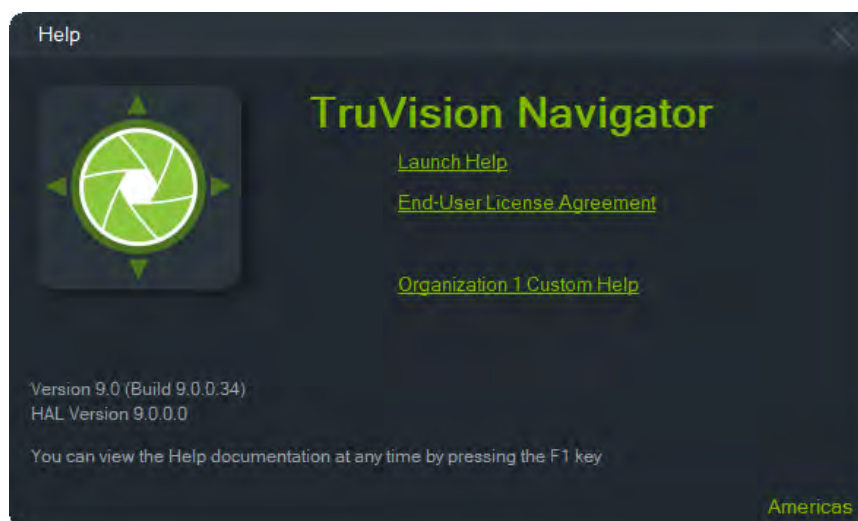 Help
TruVision Navigator
Launch Help
End-User License Agreement
Organization 1 Custom Help
Version 9.0 (Build 9.0.0.34)
HAL Version 9.0.0.0
You can view the Help documentation at any time by pressing the F1 key
Americas